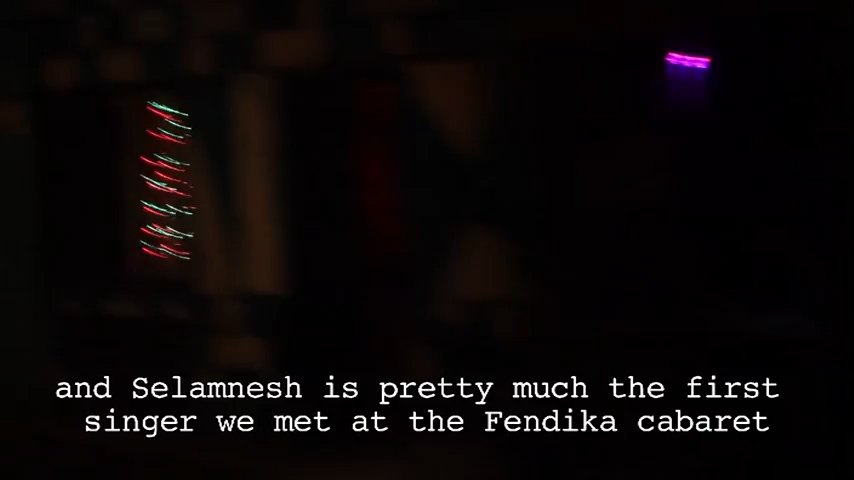 and Selamnesh is pretty much the first
singer we met at the Fendika cabaret